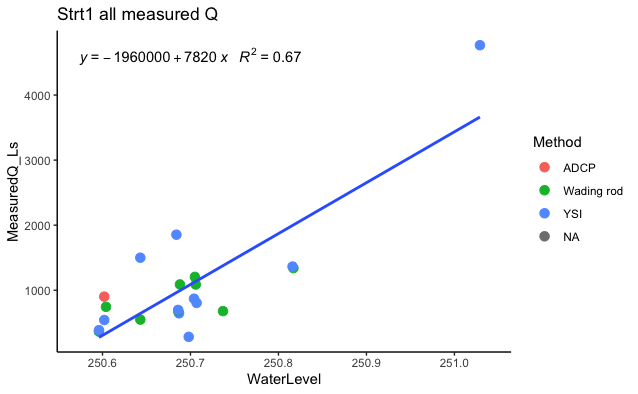 Strt1 all measured Q
y = − 1960000 + 7820 x   R² = 0.67
MeasuredQ_Ls
4000
3000
2000
1000
250.6 250.7 250.8 250.9 251.0
WaterLevel
Method
ADCP
Wading rod
YSI
NA